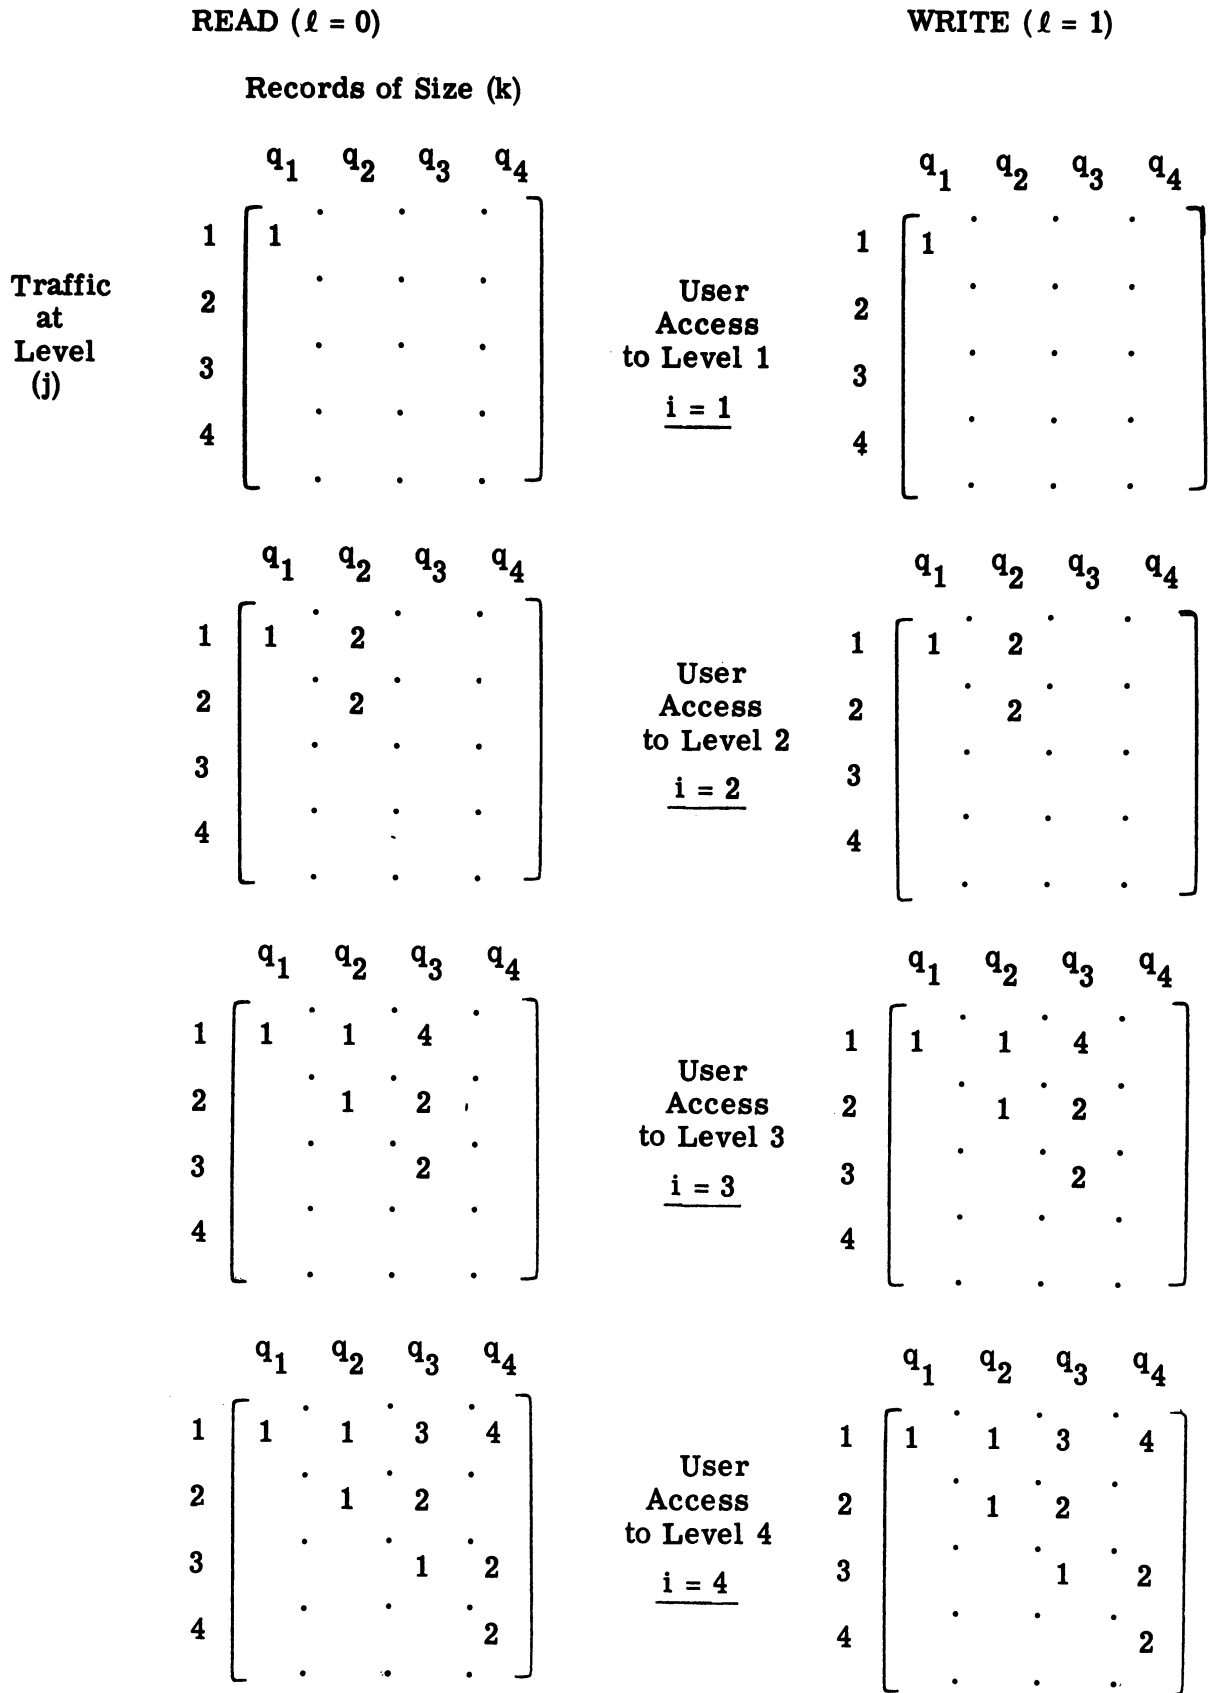 READ (ℓ = 0) WRITE (ℓ = 1)
Records of Size (k)
q1 q2 q3 q4 q1 q2 q3 q4
1 1 1 1
Traffic at Level (j)
2 2
User Access to Level 1
3 3
i = 1
4 4
q1 q2 q3 q4 q1 q2 q3 q4
1 1 2 1 1 2
User Access to Level 2
2 2 2 2
3 3
i = 2
4 4
q1 q2 q3 q4 q1 q2 q3 q4
1 1 1 4 1 1 1 4
User Access to Level 3
2 1 2 2 1 2
3 2 3 2
i = 3
4 4
q1 q2 q3 q4 q1 q2 q3 q4
1 1 1 3 4 1 1 1 3 4
User Access to Level 4
2 1 2 2 1 2
3 1 2 3 1 2
i = 4
4 2 4 2